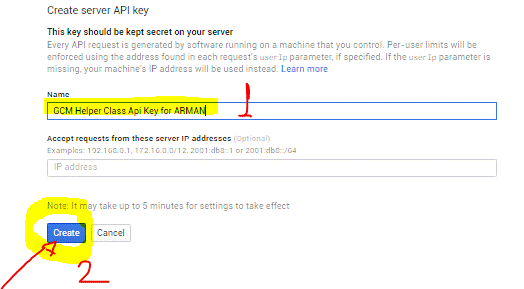 Create server API key
This key should be kept secret on your server
Every API request is generated by software running on a machine that you control. Per-user limits will be
enforced using the address found in each request's userIp parameter, if specified. If the userIp parameter is
missing, your machine's IP address will be used instead. Learn more
Name
GCM Helper Class Api Key for ARMAN
1
Accept requests from these server IP addresses (Optional)
Examples: 192.168.0.1, 172.16.0.0/12, 2001:db8::1 or 2001:db8::/64
IP address
Note: It may take up to 5 minutes for settings to take effect
Create Cancel
2